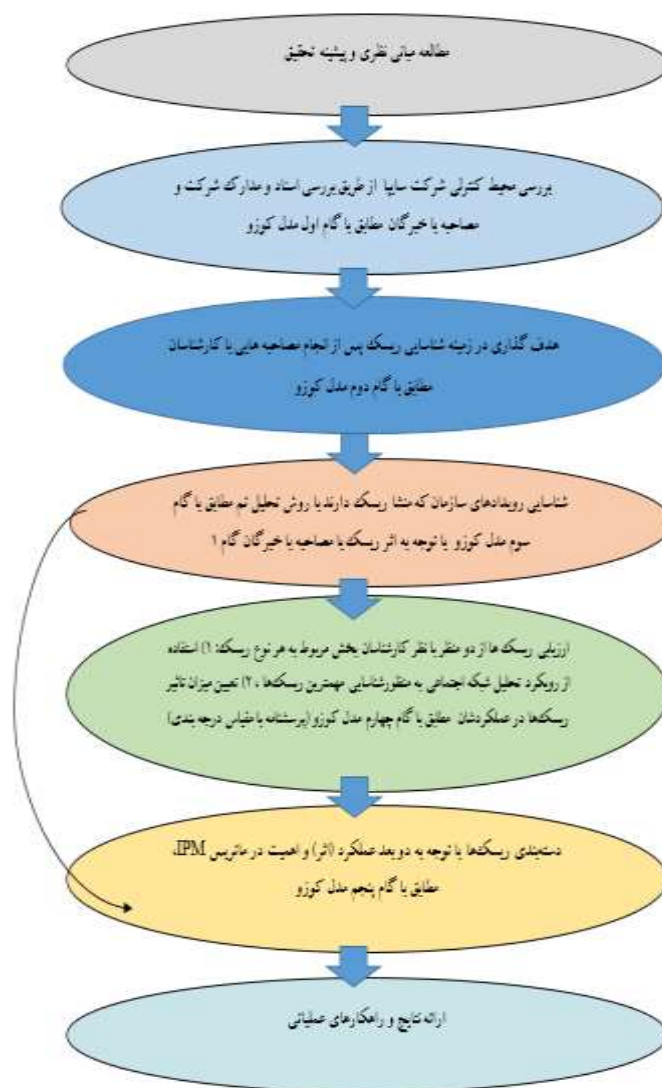 مطالعه مبانی نظری و پیشینه تحقیق
بررسی محیط کنترلی شرکت سایپا از طریق بررسی اسناد و مدارک شرکت و
مصاحبه با خبرگان مطابق با گام اول مدل کوزو
هدف گذاری در زمینه شناسایی ریسک پس از انجام مصاحبه هایی با کارشناسان
مطابق با گام دوم مدل کوزو
شناسایی رویدادهای سازمان که منشا ریسک دارند با روش تحلیل تم مطابق با گام
سوم مدل کوزو با توجه به اثر ریسک با مصاحبه با خبرگان گام ۱
ارزیابی ریسک ها از دو منظر با نظر کارشناسان بخش مربوط به هر نوع ریسک: ۱) استفاده
از رویکرد تحلیل شبکه اجتماعی به منظورشناسایی مهمترین ریسک‌ها ، ۲) تعیین میزان تاثیر
ریسک‌ها در عملکردشان مطابق با گام چهارم مدل کوزو (پرسشنامه با مقیاس درجه بندی)
دسته‌بندی ریسک‌ها با توجه به دو بعد عملکرد (اثر) و اهمیت در ماتریس IPM،
مطابق با گام پنجم مدل کوزو
ارائه نتایج و راهکارهای عملیاتی